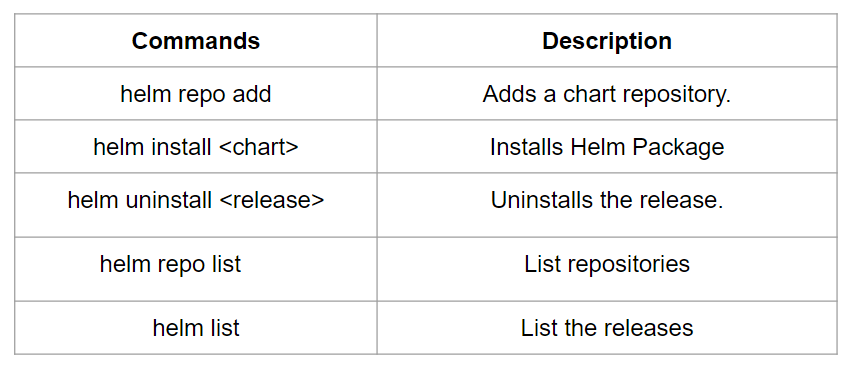 Commands Description
helm repo add Adds a chart repository.
helm install <chart> Installs Helm Package
helm uninstall <release> Uninstalls the release.
helm repo list List repositories
helm list List the releases